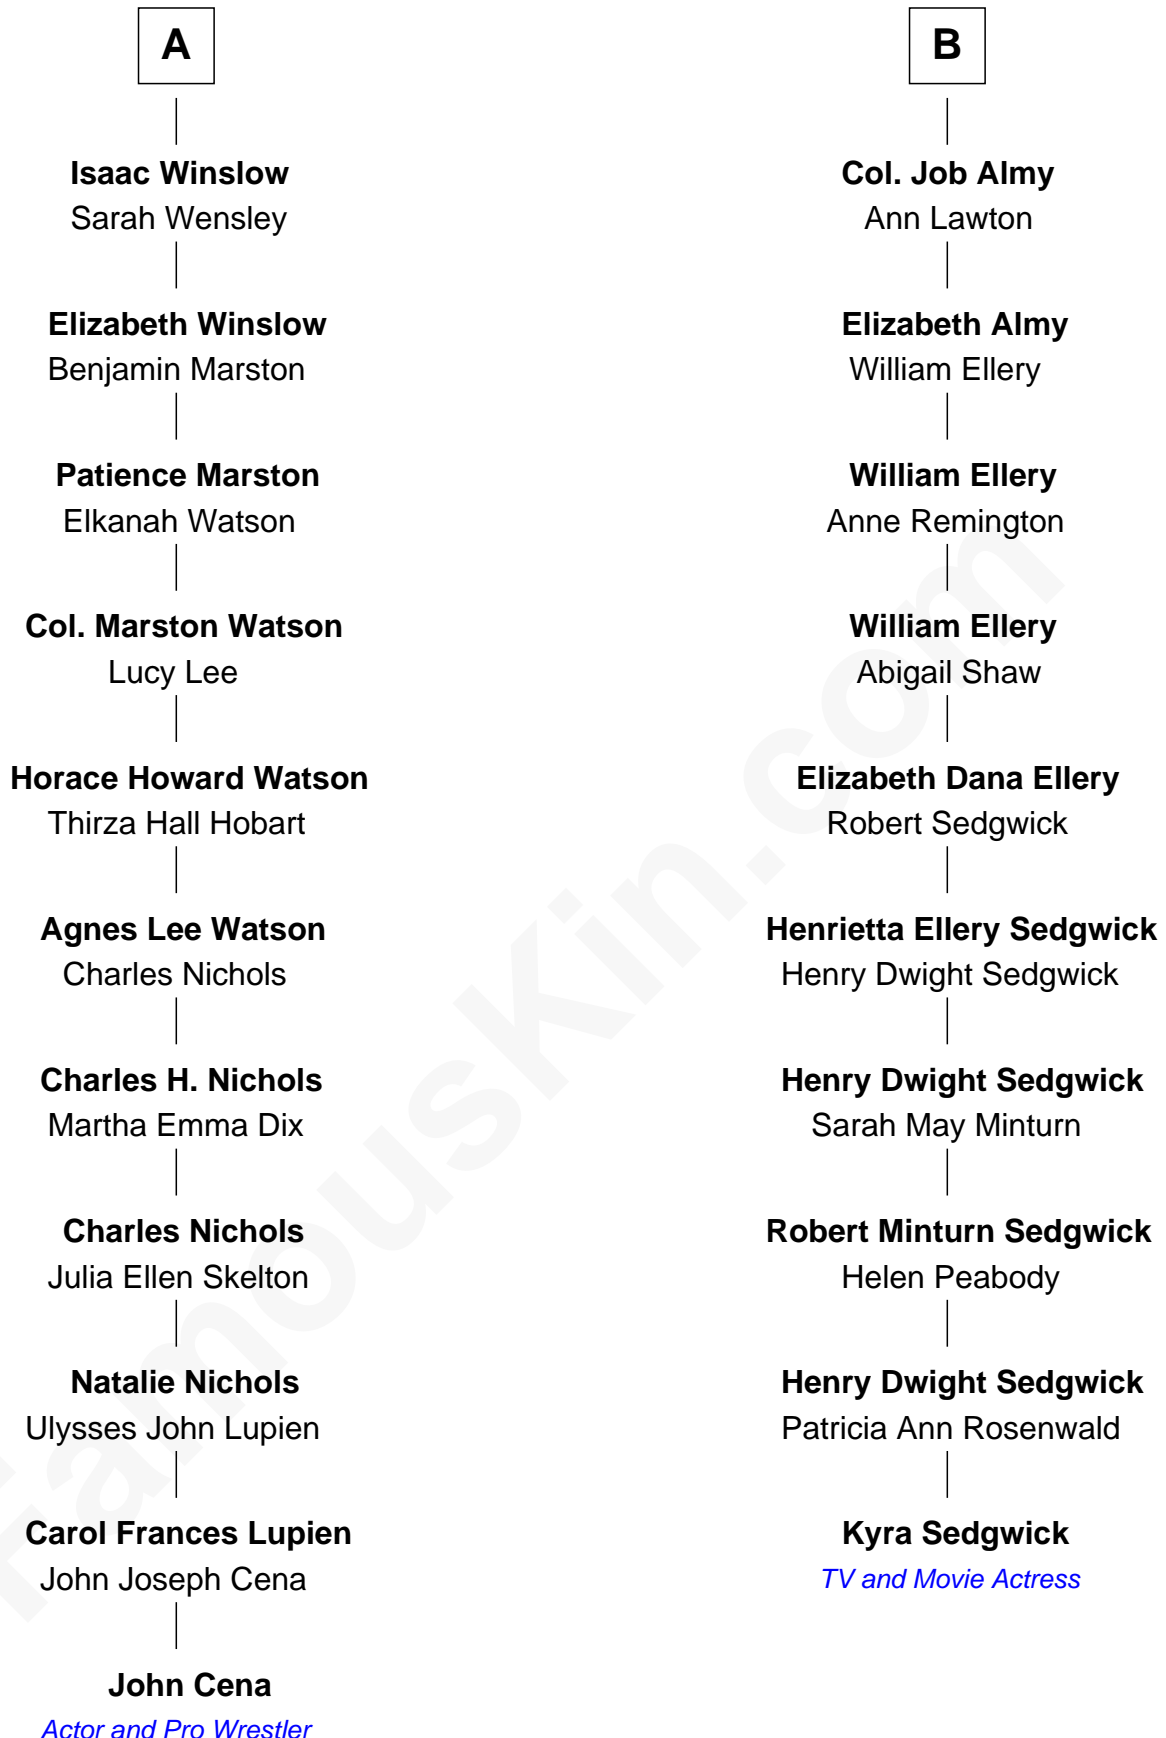 A
Isaac Winslow
Sarah Wensley
Elizabeth Winslow
Benjamin Marston
Patience Marston
Elkanah Watson
Col. Marston Watson
Lucy Lee
Horace Howard Watson
Thirza Hall Hobart
Agnes Lee Watson
Charles Nichols
Charles H. Nichols
Martha Emma Dix
Charles Nichols
Julia Ellen Skelton
Natalie Nichols
Ulysses John Lupien
Carol Frances Lupien
John Joseph Cena
John Cena
Actor and Pro Wrestler
B
Col. Job Almy
Ann Lawton
Elizabeth Almy
William Ellery
William Ellery
Anne Remington
William Ellery
Abigail Shaw
Elizabeth Dana Ellery
Robert Sedgwick
Henrietta Ellery Sedgwick
Henry Dwight Sedgwick
Henry Dwight Sedgwick
Sarah May Minturn
Robert Minturn Sedgwick
Helen Peabody
Henry Dwight Sedgwick
Patricia Ann Rosenwald
Kyra Sedgwick
TV and Movie Actress
FamousKin.com